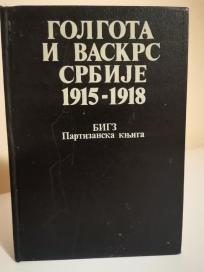 ГОЛГОТА
И ВАСКРС
СРБИЈЕ
1915-1918
БИГЗ
Партизанска књига